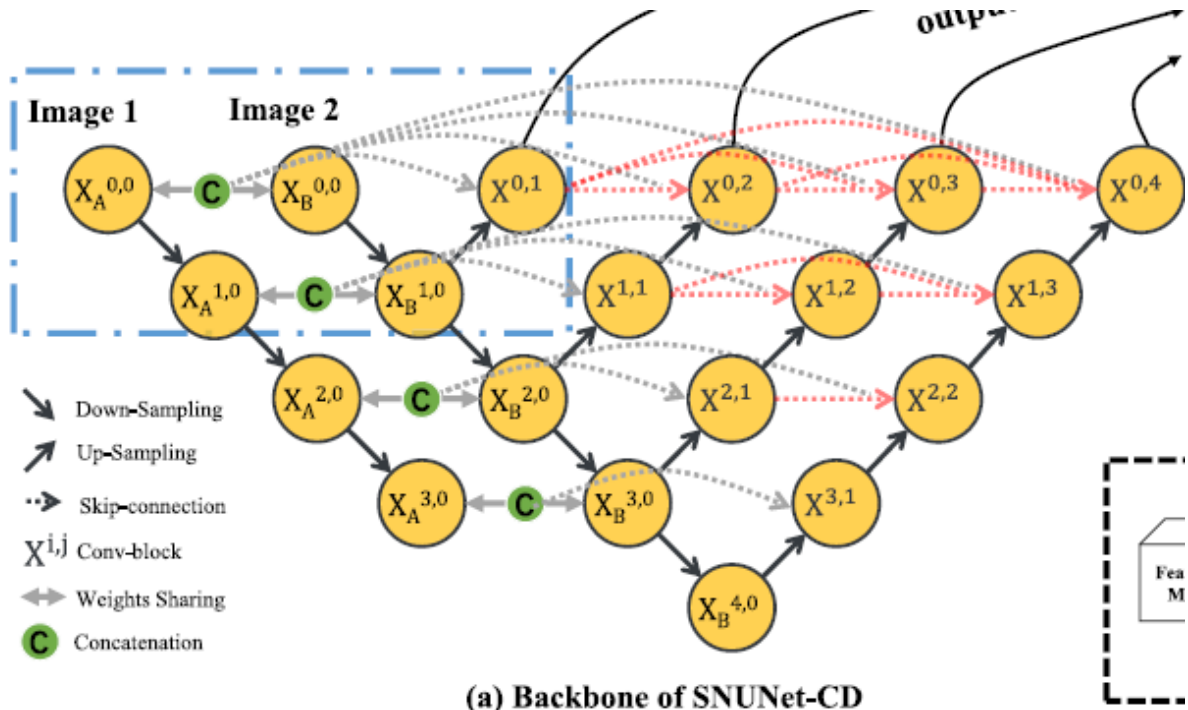 output
Image 1
Image 2
X_A^{0,0}
C
X_B^{0,0}
X^{0,1}
X^{0,2}
X^{0,3}
X^{0,4}
X_A^{1,0}
C
X_B^{1,0}
X^{1,1}
X^{1,2}
X^{1,3}
X_A^{2,0}
C
X_B^{2,0}
X^{2,1}
X^{2,2}
X_A^{3,0}
C
X_B^{3,0}
X^{3,1}
X_B^{4,0}
Down-Sampling
Up-Sampling
Skip-connection
X^{i,j} Conv-block
Weights Sharing
C Concatenation
Fea
M
(a) Backbone of SNUNet-CD